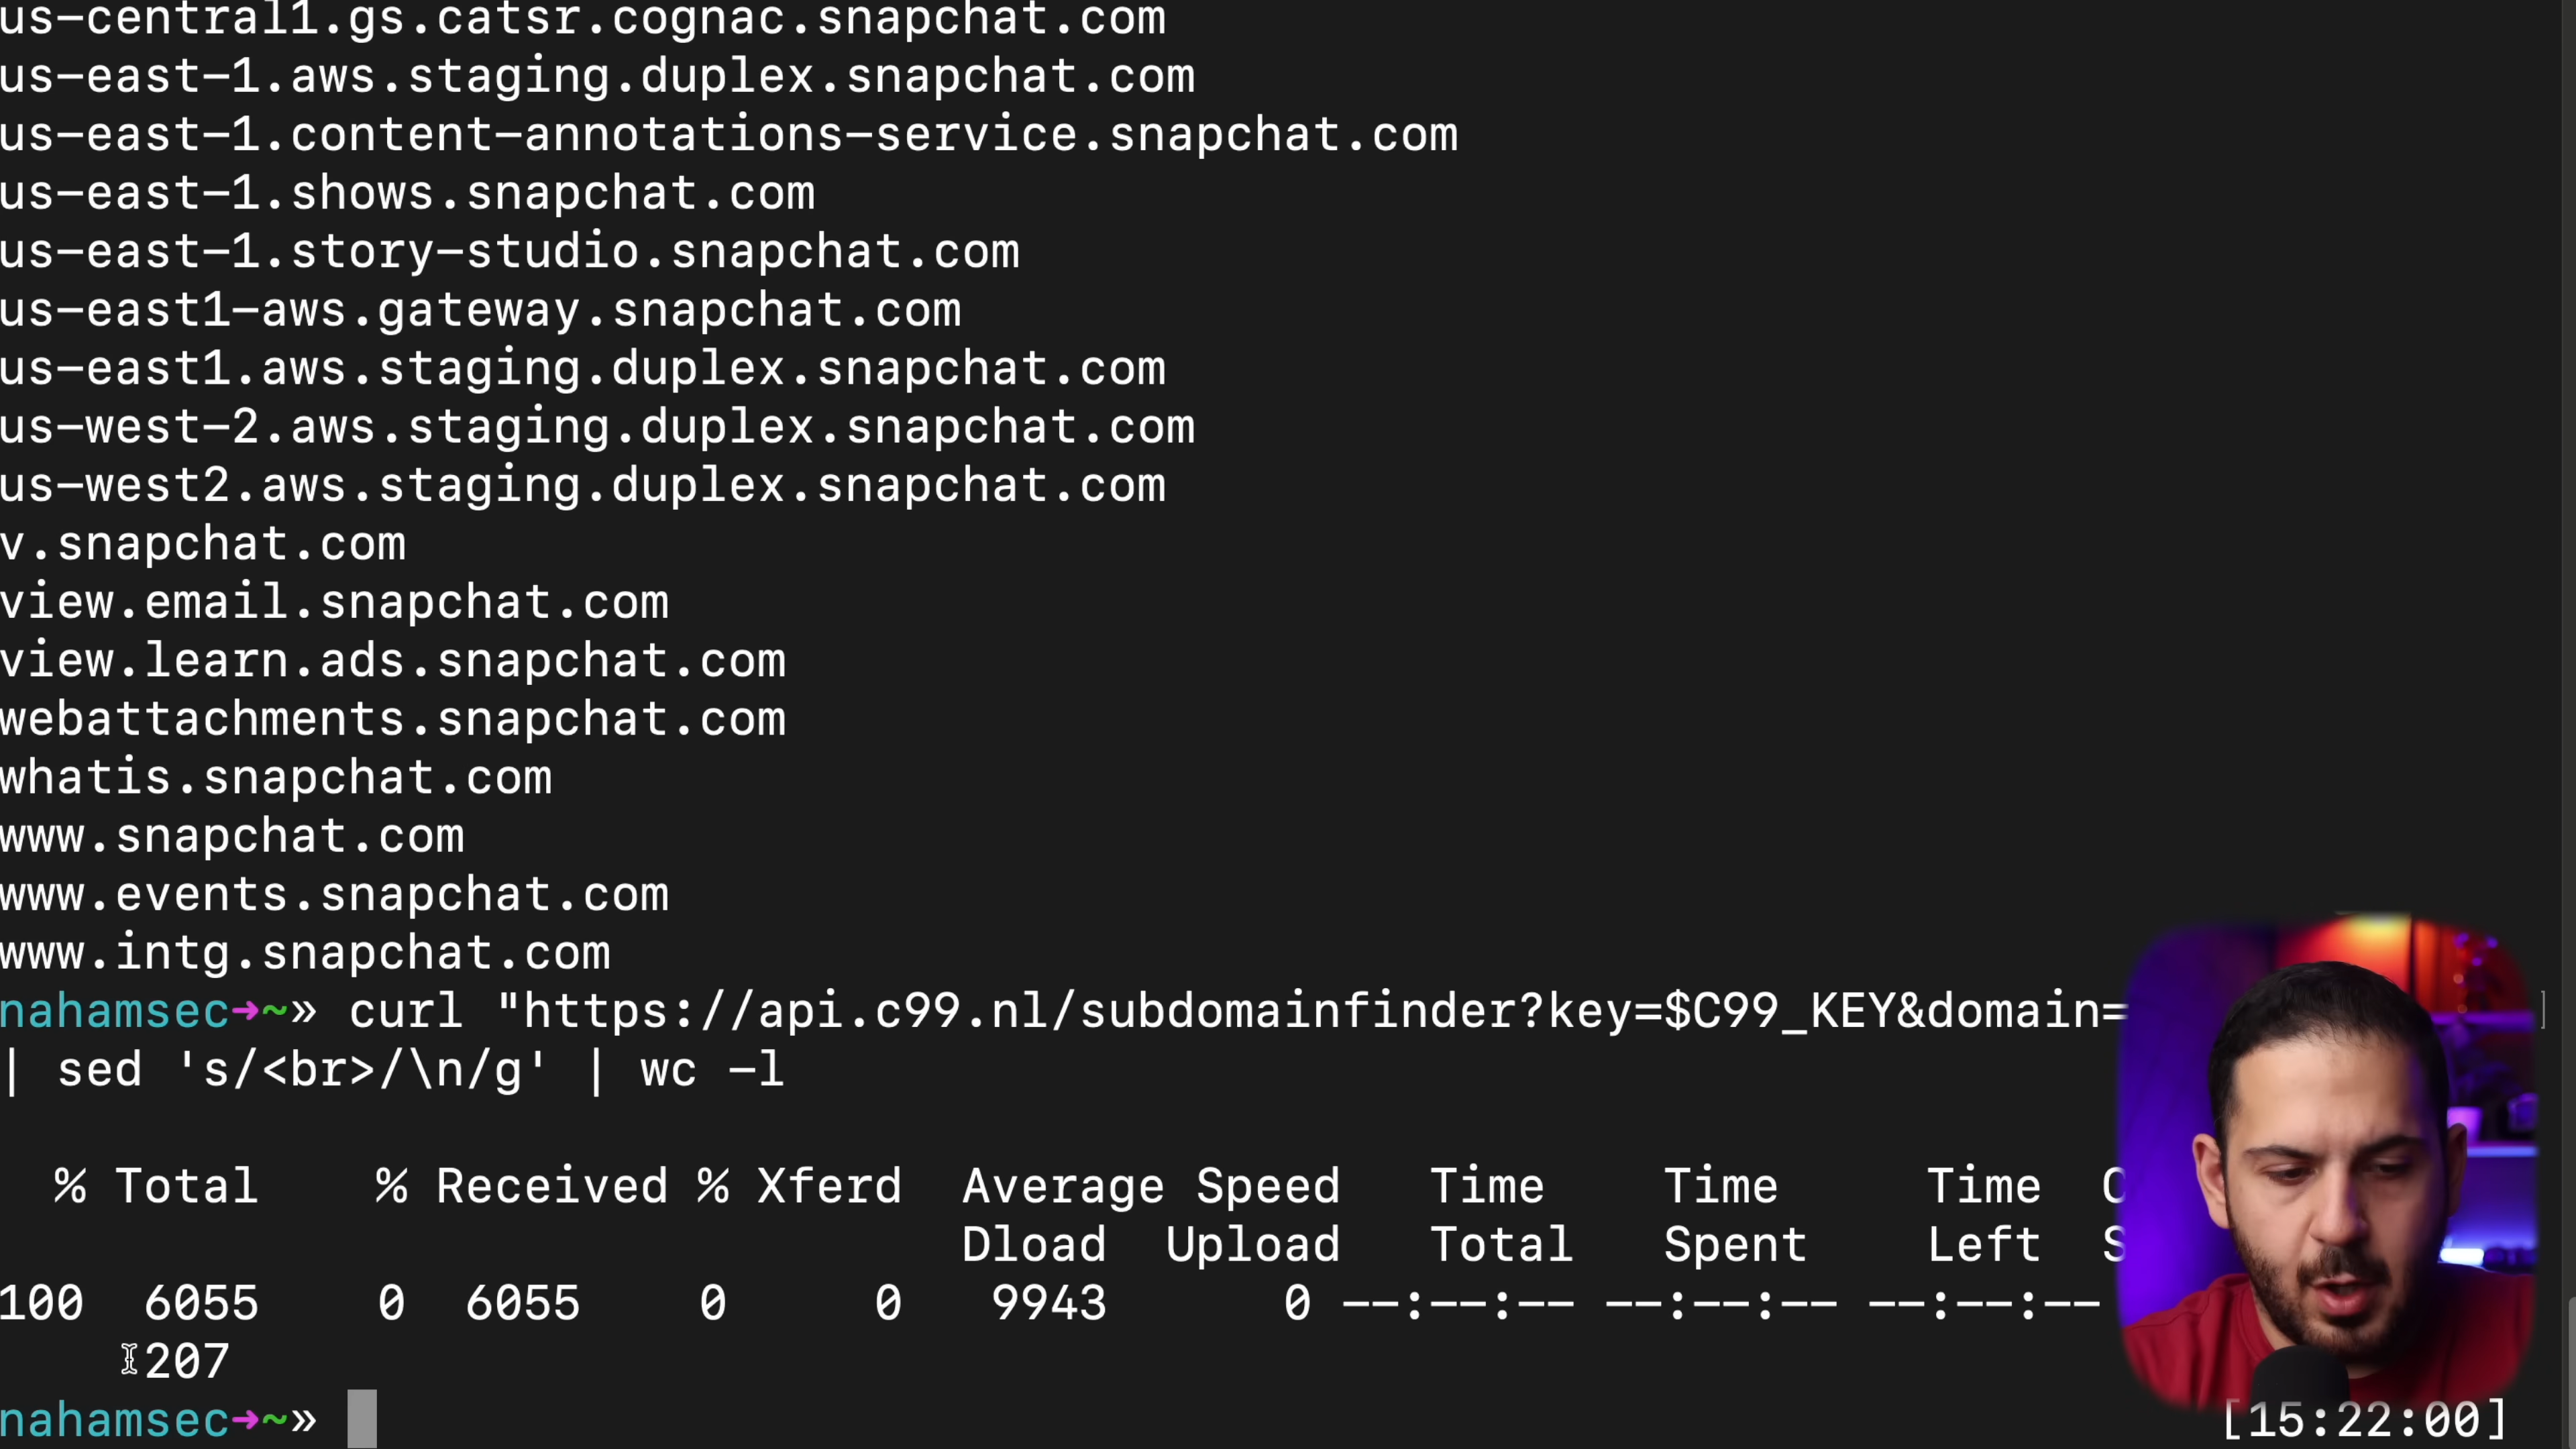 us-central1.gs.catsr.cognac.snapchat.com
us-east-1.aws.staging.duplex.snapchat.com
us-east-1.content-annotations-service.snapchat.com
us-east-1.shows.snapchat.com
us-east-1.story-studio.snapchat.com
us-east1-aws.gateway.snapchat.com
us-east1.aws.staging.duplex.snapchat.com
us-west-2.aws.staging.duplex.snapchat.com
us-west2.aws.staging.duplex.snapchat.com
v.snapchat.com
view.email.snapchat.com
view.learn.ads.snapchat.com
webattachments.snapchat.com
whatis.snapchat.com
www.snapchat.com
www.events.snapchat.com
www.intg.snapchat.com
nahamsec→~» curl "https://api.c99.nl/subdomainfinder?key=$C99_KEY&domain= ]
| sed 's/<br>/\n/g' | wc -l
% Total % Received % Xferd Average Speed Time Time Time
Dload Upload Total Spent Left
100 6055 0 6055 0 0 9943 0 --:--:-- --:--:-- --:--:--
207
nahamsec→~» [15:22:00]